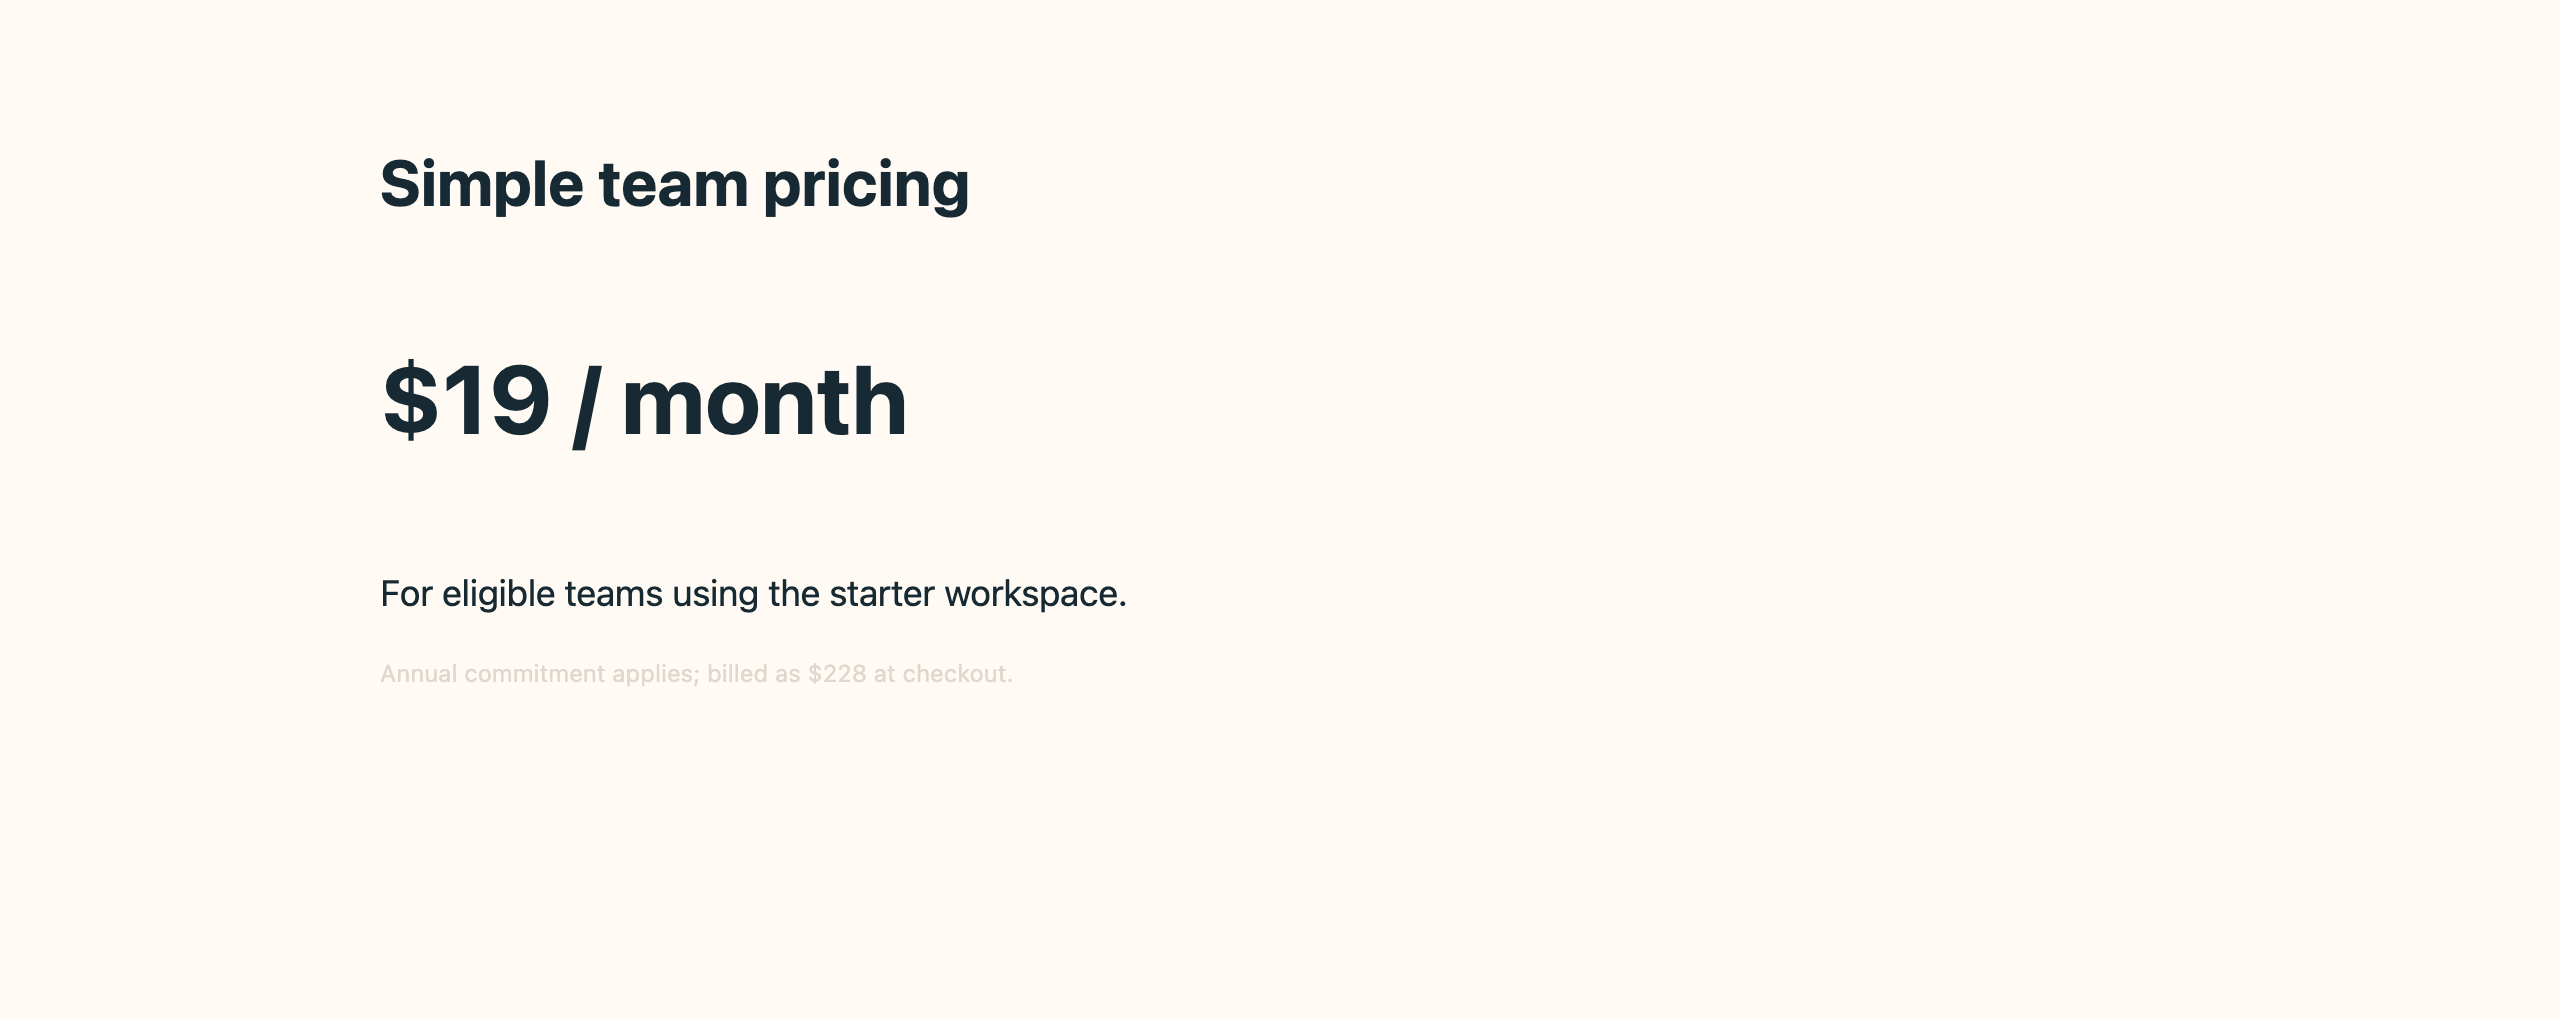 Simple team pricing
$19 / month
For eligible teams using the starter workspace.
Annual commitment applies; billed as $228 at checkout.